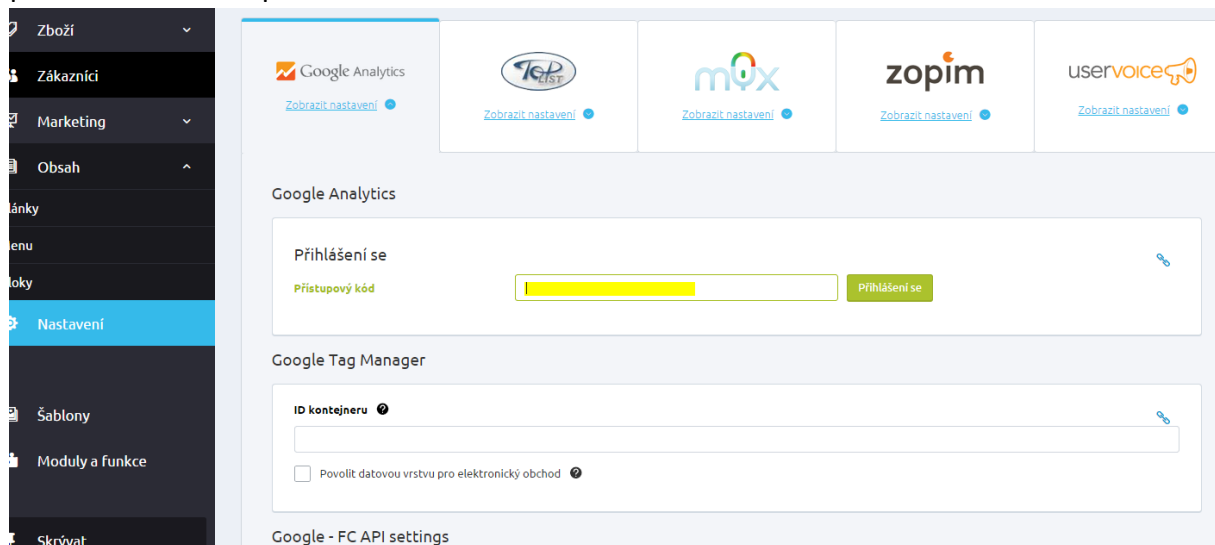 Zboží
Zákazníci
Marketing
Obsah
lánky
enu
loky
Nastavení
Šablony
Moduly a funkce
Skrývat
Google Analytics
Zobrazit nastavení
TOPLIST
Zobrazit nastavení
Zobrazit nastavení
zopim
Zobrazit nastavení
uservoice
Zobrazit nastavení
Google Analytics
Přihlášení se
Přístupový kód
Přihlášení se
Google Tag Manager
ID kontejneru
Povolit datovou vrstvu pro elektronický obchod
Google - FC API settings